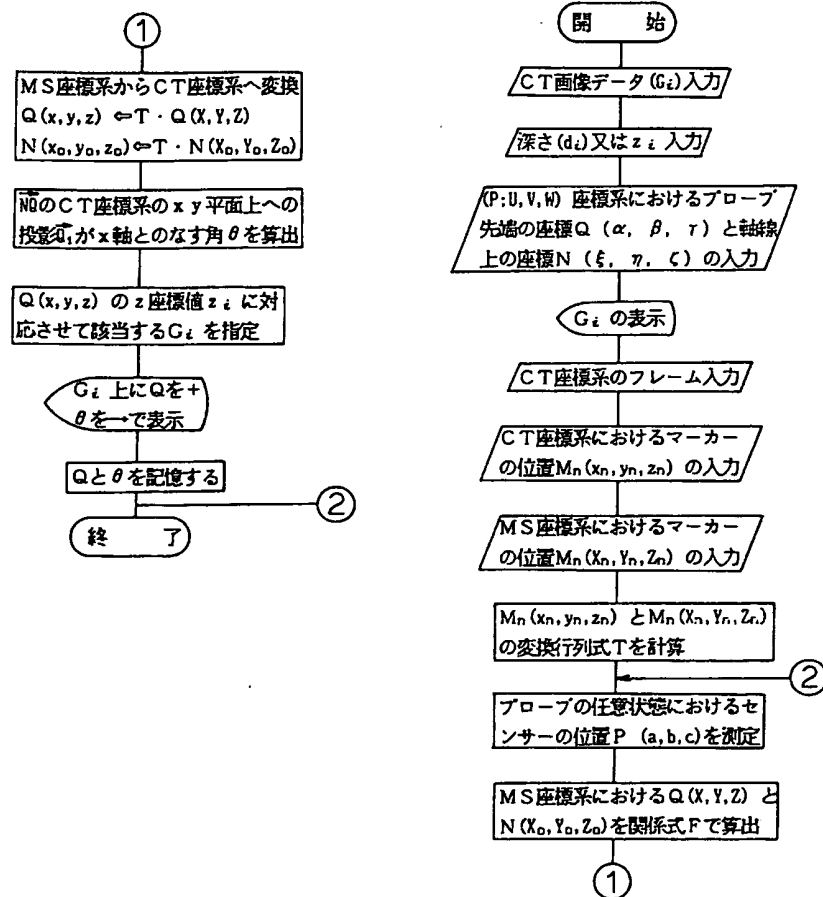 ①
MS座標系からCT座標系へ変換
Q(x,y,z) ⇐T・Q(X,Y,Z)
N(x₀,y₀,z₀)⇐T・N(X₀,Y₀,Z₀)
NQのCT座標系のxy平面上への
がx軸とのなす角θを算出
Q(x,y,z) のz座標値ziに対
応させて該当するGiを指定
Gi 上にQを+
θを→で表示
Qとθを記憶する
②
終 了
開 始
CT画像データ(Gi)入力
深さ(di)又はzi入力
(P:U,V,W) 座標系におけるプローブ
先端の座標Q (α, β, γ) と軸線
上の座標N (ξ, η, ζ) の入力
Gi の表示
CT座標系のフレーム入力
CT座標系におけるマーカー
の位置Mn(xn,yn,zn) の入力
MS座標系におけるマーカー
の位置Mn(Xn,Yn,Zn) の入力
Mn(xn,yn,zn) とMn(Xn,Yn,Zn)
の変換行列式Tを計算
②
プローブの任意状態におけるセ
ンサーの位置P (a,b,c)を測定
MS座標系におけるQ(X,Y,Z) と
N(X₀,Y₀,Z₀)を関係式Fで算出
①